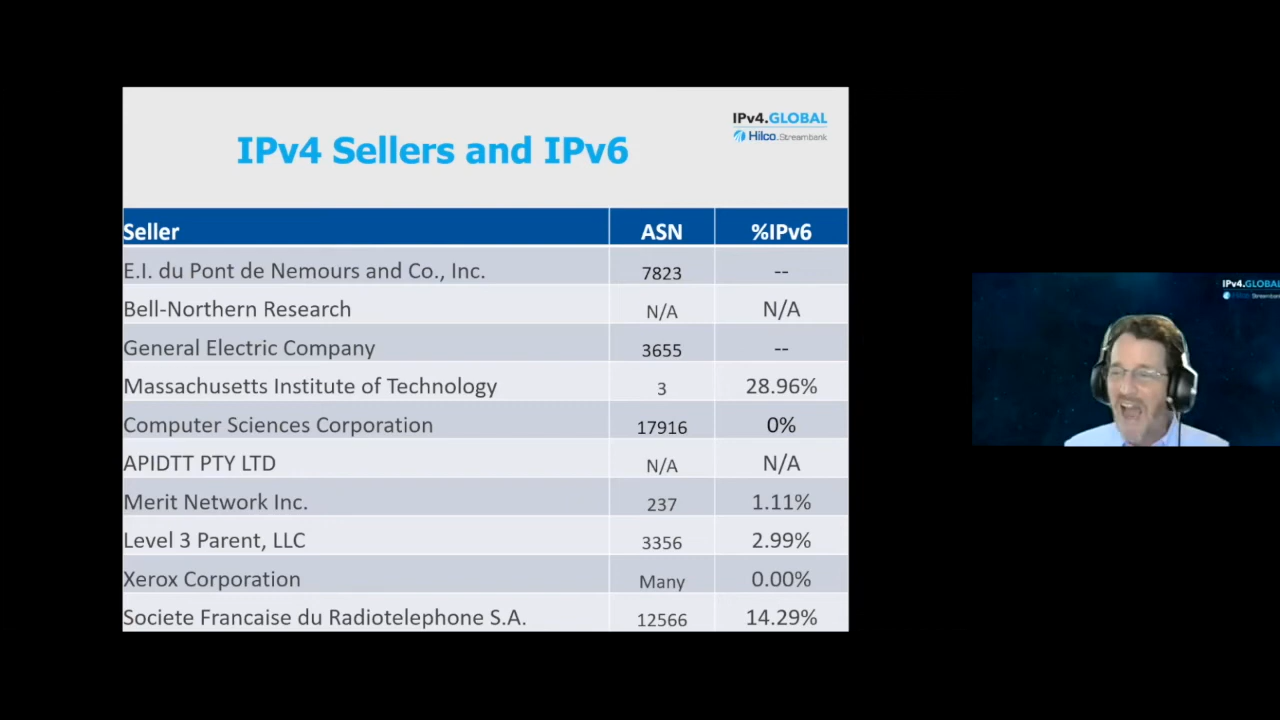 IPv4.GLOBAL
Hilco Streambank
IPv4 Sellers and IPv6
Seller ASN %IPv6
E.I. du Pont de Nemours and Co., Inc. 7823 --
Bell-Northern Research N/A N/A
General Electric Company 3655 --
Massachusetts Institute of Technology 3 28.96%
Computer Sciences Corporation 17916 0%
APIDTT PTY LTD N/A N/A
Merit Network Inc. 237 1.11%
Level 3 Parent, LLC 3356 2.99%
Xerox Corporation Many 0.00%
Societe Francaise du Radiotelephone S.A. 12566 14.29%
IPv4.GLOBAL